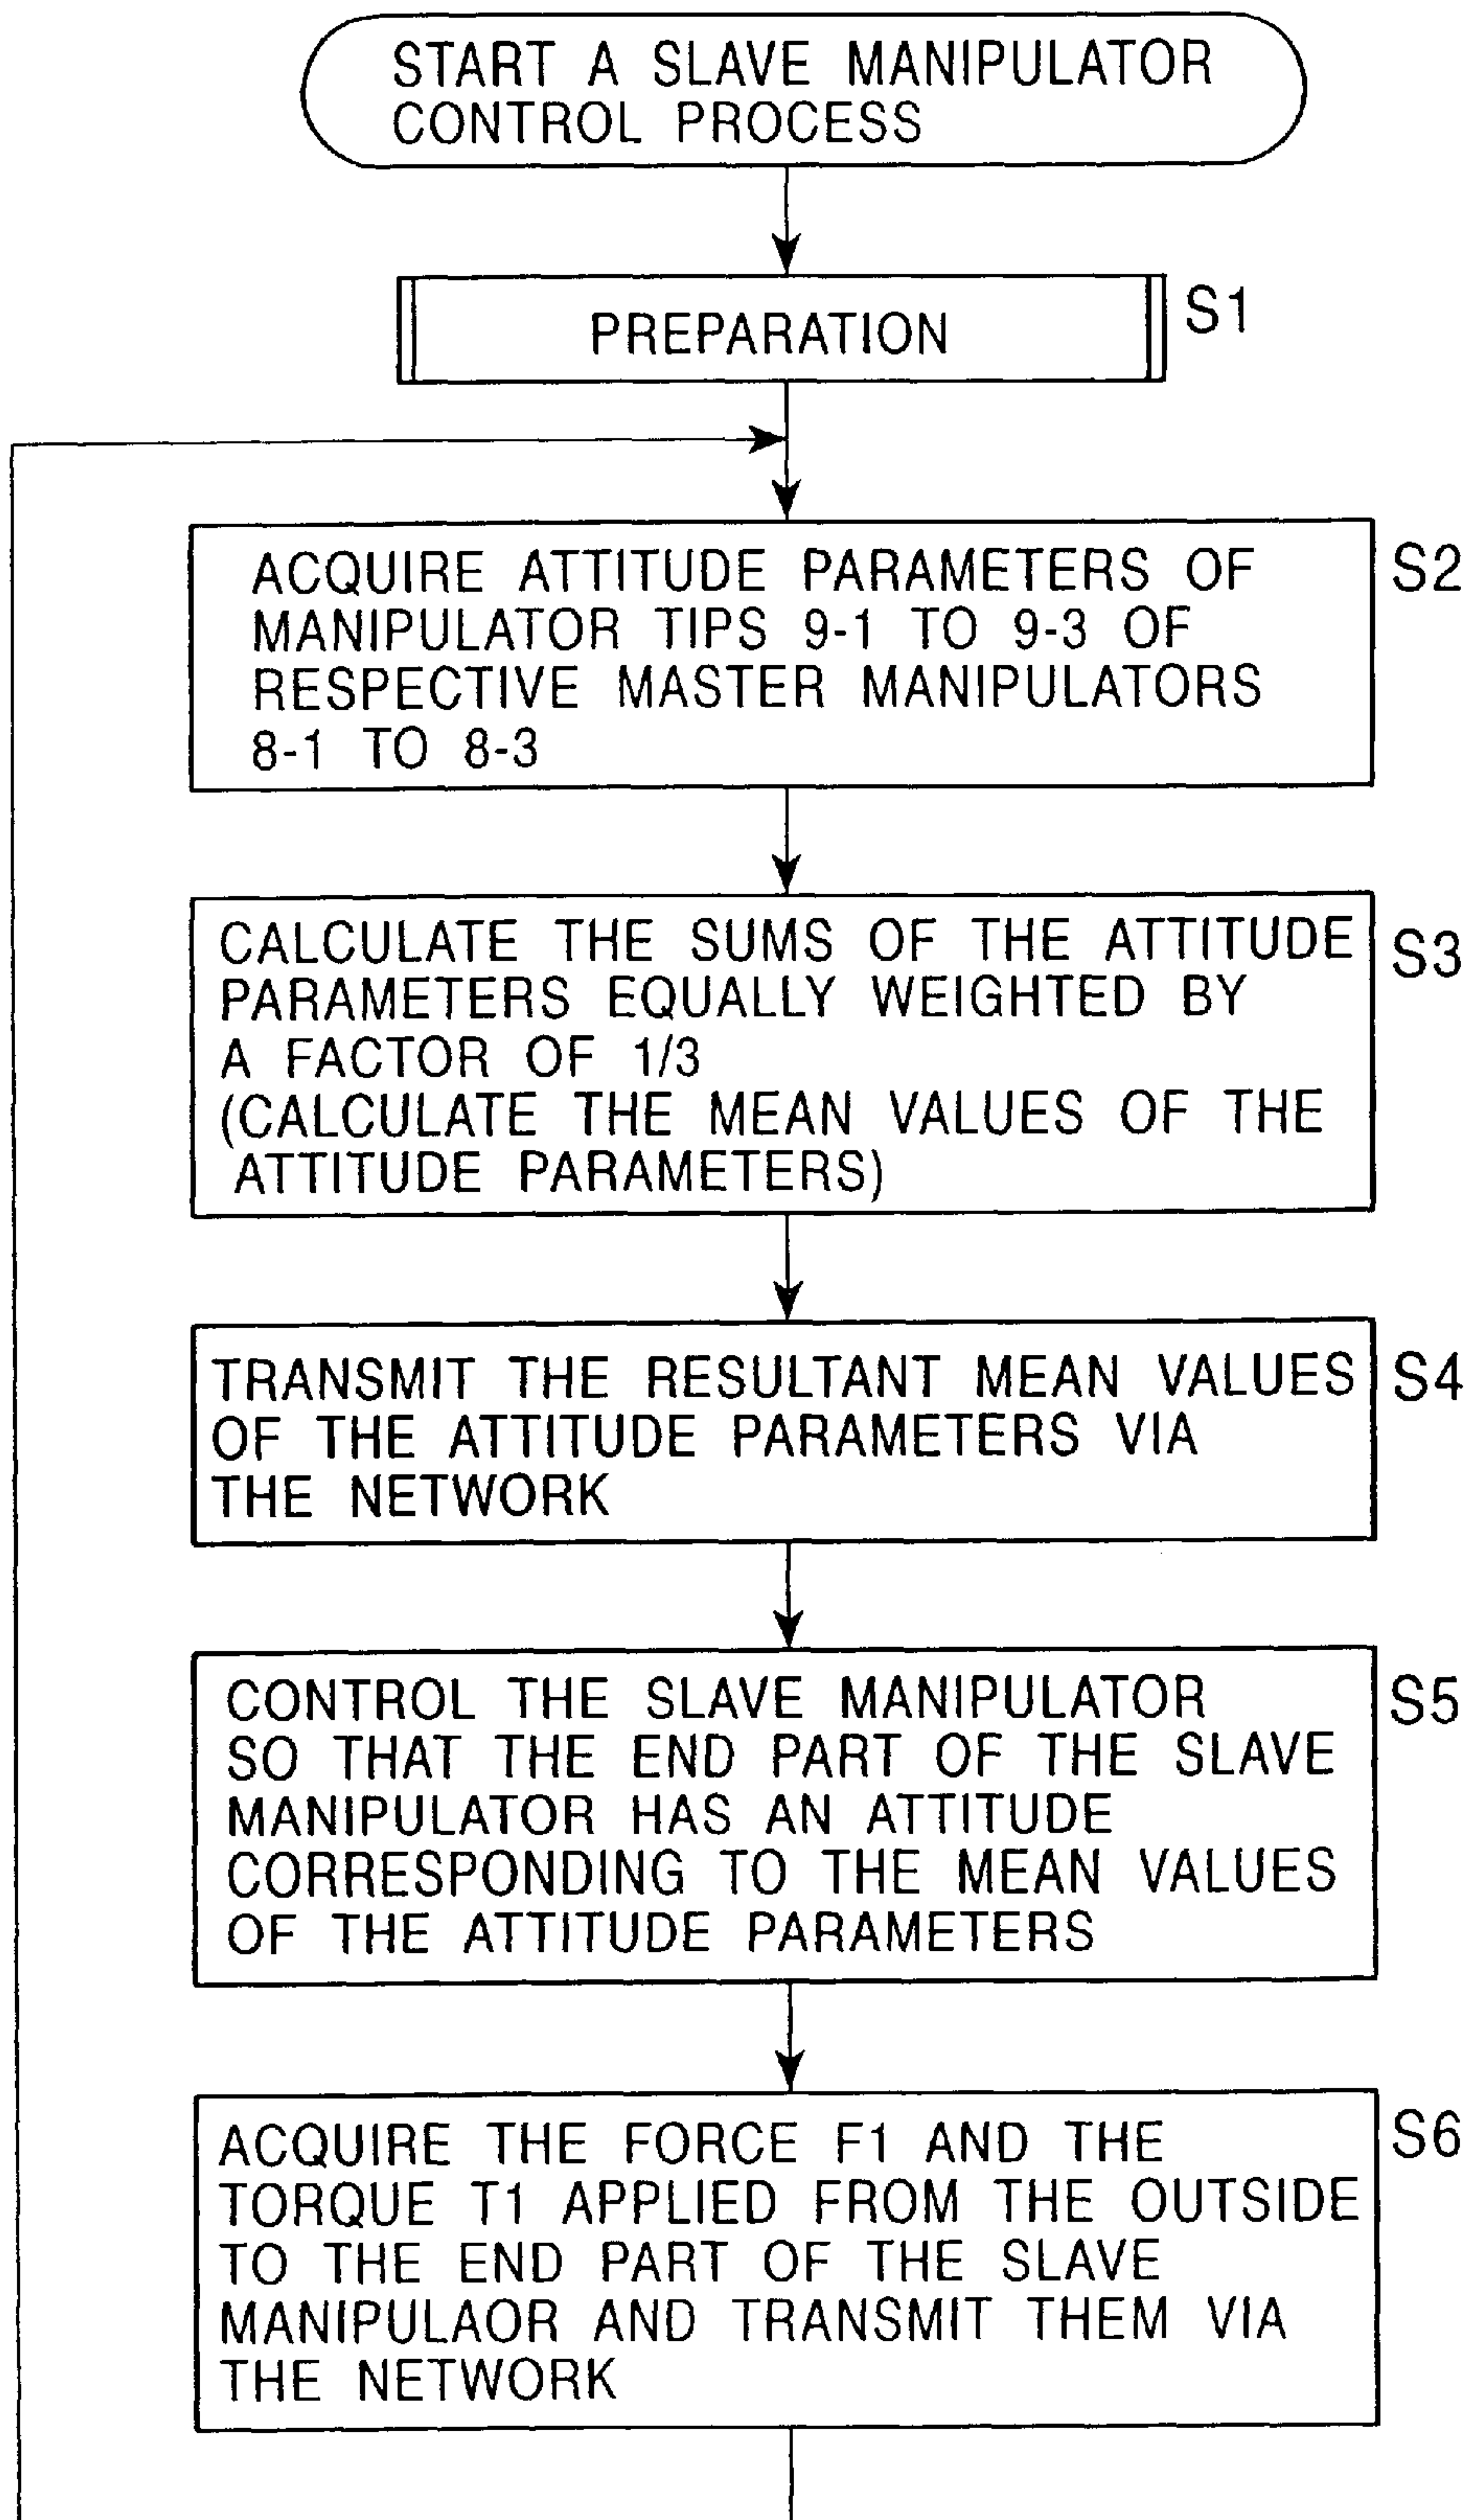 START A SLAVE MANIPULATOR
CONTROL PROCESS
PREPARATION
S1
ACQUIRE ATTITUDE PARAMETERS OF
MANIPULATOR TIPS 9-1 TO 9-3 OF
RESPECTIVE MASTER MANIPULATORS
8-1 TO 8-3
S2
CALCULATE THE SUMS OF THE ATTITUDE
PARAMETERS EQUALLY WEIGHTED BY
A FACTOR OF 1/3
(CALCULATE THE MEAN VALUES OF THE
ATTITUDE PARAMETERS)
S3
TRANSMIT THE RESULTANT MEAN VALUES
OF THE ATTITUDE PARAMETERS VIA
THE NETWORK
S4
CONTROL THE SLAVE MANIPULATOR
SO THAT THE END PART OF THE SLAVE
MANIPULATOR HAS AN ATTITUDE
CORRESPONDING TO THE MEAN VALUES
OF THE ATTITUDE PARAMETERS
S5
ACQUIRE THE FORCE F1 AND THE
TORQUE T1 APPLIED FROM THE OUTSIDE
TO THE END PART OF THE SLAVE
MANIPULAOR AND TRANSMIT THEM VIA
THE NETWORK
S6